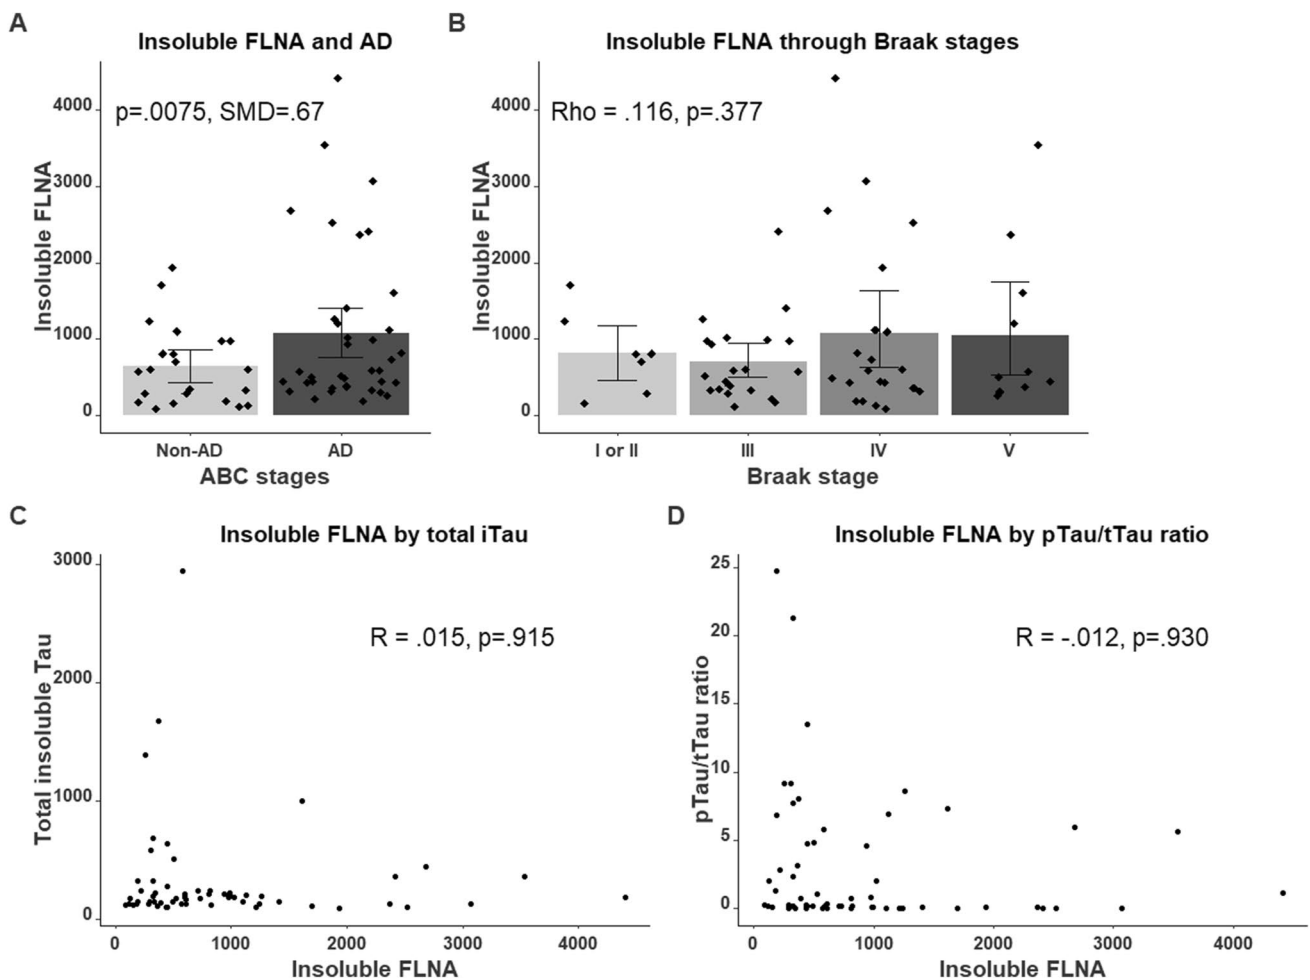 A
Insoluble FLNA and AD
p=.0075, SMD=.67
Insoluble FLNA
4000
3000
2000
1000
0
Non-AD
AD
ABC stages
B
Insoluble FLNA through Braak stages
Rho = .116, p=.377
Insoluble FLNA
4000
3000
2000
1000
0
I or II
III
IV
V
Braak stage
C
Insoluble FLNA by total iTau
R = .015, p=.915
Total insoluble Tau
3000
2000
1000
0
0
1000
2000
3000
4000
Insoluble FLNA
D
Insoluble FLNA by pTau/tTau ratio
R = -.012, p=.930
pTau/tTau ratio
25
20
15
10
5
0
0
1000
2000
3000
4000
Insoluble FLNA